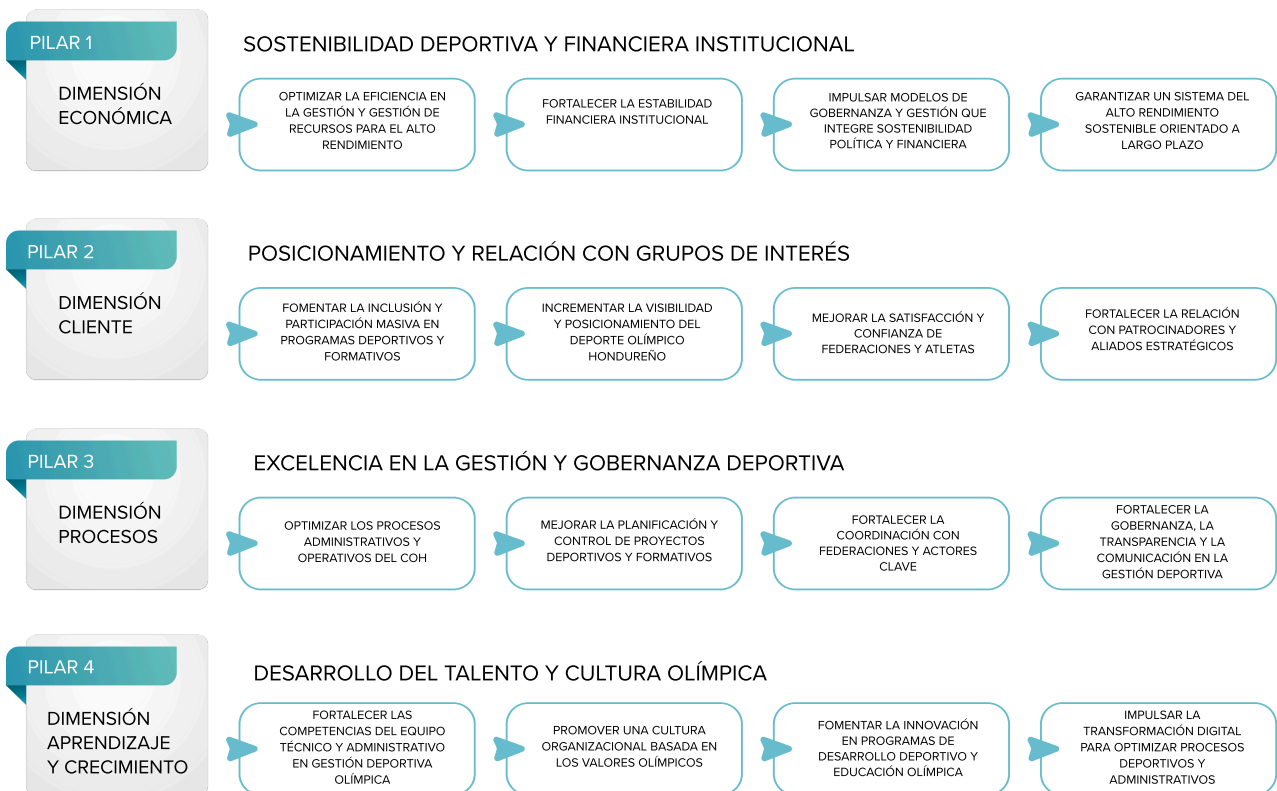 PILAR 1
DIMENSIÓN
ECONÓMICA
SOSTENIBILIDAD DEPORTIVA Y FINANCIERA INSTITUCIONAL
OPTIMIZAR LA EFICIENCIA EN
LA GESTIÓN Y GESTIÓN DE
RECURSOS PARA EL ALTO
RENDIMIENTO
FORTALECER LA ESTABILIDAD
FINANCIERA INSTITUCIONAL
IMPULSAR MODELOS DE
GOBERNANZA Y GESTIÓN QUE
INTEGRE SOSTENIBILIDAD
POLÍTICA Y FINANCIERA
GARANTIZAR UN SISTEMA DEL
ALTO RENDIMIENTO
SOSTENIBLE ORIENTADO A
LARGO PLAZO
PILAR 2
DIMENSIÓN
CLIENTE
POSICIONAMIENTO Y RELACIÓN CON GRUPOS DE INTERÉS
FOMENTAR LA INCLUSIÓN Y
PARTICIPACIÓN MASIVA EN
PROGRAMAS DEPORTIVOS Y
FORMATIVOS
INCREMENTAR LA VISIBILIDAD
Y POSICIONAMIENTO DEL
DEPORTE OLÍMPICO
HONDUREÑO
MEJORAR LA SATISFACCIÓN Y
CONFIANZA DE
FEDERACIONES Y ATLETAS
FORTALECER LA RELACIÓN
CON PATROCINADORES Y
ALIADOS ESTRATÉGICOS
PILAR 3
DIMENSIÓN
PROCESOS
EXCELENCIA EN LA GESTIÓN Y GOBERNANZA DEPORTIVA
OPTIMIZAR LOS PROCESOS
ADMINISTRATIVOS Y
OPERATIVOS DEL COH
MEJORAR LA PLANIFICACIÓN Y
CONTROL DE PROYECTOS
DEPORTIVOS Y FORMATIVOS
FORTALECER LA
COORDINACIÓN CON
FEDERACIONES Y ACTORES
CLAVE
FORTALECER LA
GOBERNANZA, LA
TRANSPARENCIA Y LA
COMUNICACIÓN EN LA
GESTIÓN DEPORTIVA
PILAR 4
DIMENSIÓN
APRENDIZAJE
Y CRECIMIENTO
DESARROLLO DEL TALENTO Y CULTURA OLÍMPICA
FORTALECER LAS
COMPETENCIAS DEL EQUIPO
TÉCNICO Y ADMINISTRATIVO
EN GESTIÓN DEPORTIVA
OLÍMPICA
PROMOVER UNA CULTURA
ORGANIZACIONAL BASADA EN
LOS VALORES OLÍMPICOS
FOMENTAR LA INNOVACIÓN
EN PROGRAMAS DE
DESARROLLO DEPORTIVO Y
EDUCACIÓN OLÍMPICA
IMPULSAR LA
TRANSFORMACIÓN DIGITAL
PARA OPTIMIZAR PROCESOS
DEPORTIVOS Y
ADMINISTRATIVOS